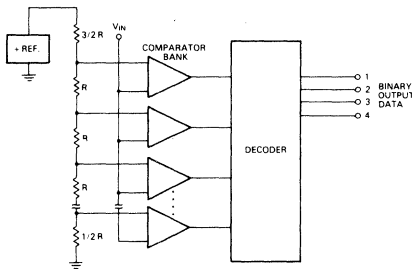 + REF.
3/2 R
VIN
COMPARATOR
BANK
R
R
R
1/2 R
DECODER
1
2
3
4
BINARY
OUTPUT
DATA